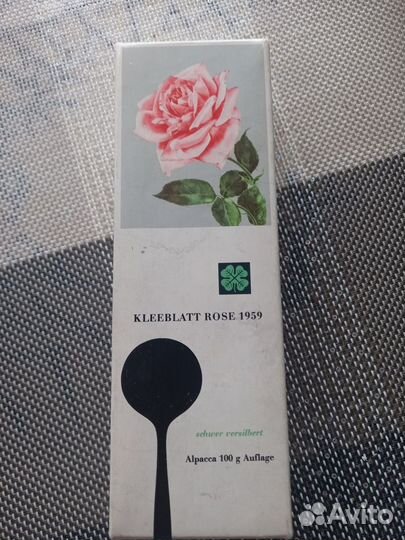 KLEEBLATT ROSE 1959
schwer versilbert
Alpacca 100 g Auflage
Avito